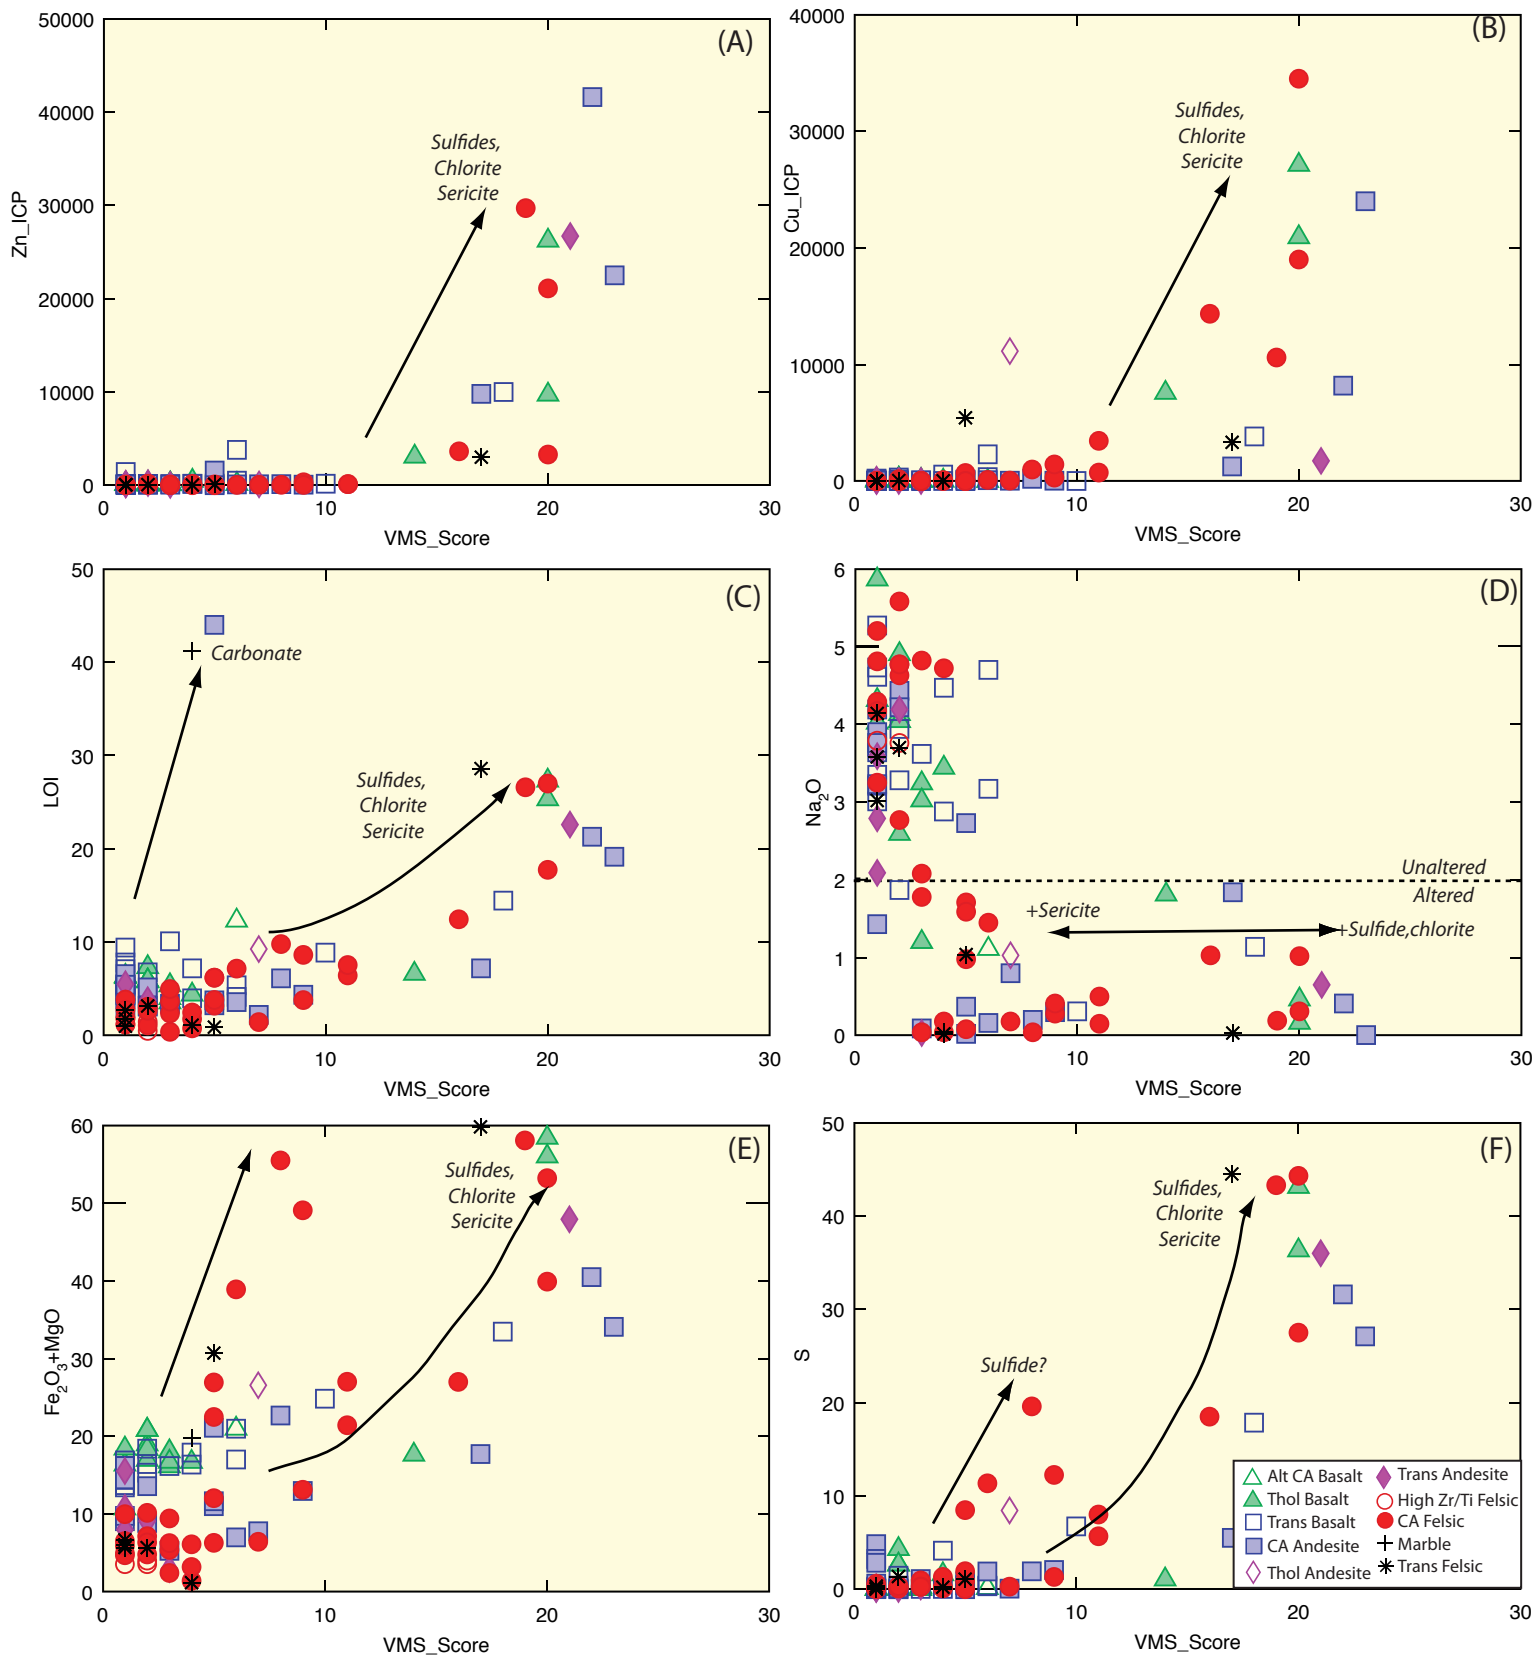 50000
40000
30000
20000
10000
0
Zn_ICP
(A)
Sulfides,
Chlorite
Sericite
0
10
20
30
VMS_Score
40000
30000
20000
10000
0
Cu_ICP
(B)
Sulfides,
Chlorite
Sericite
0
10
20
30
VMS_Score
50
40
30
20
10
0
LOI
(C)
Carbonate
Sulfides,
Chlorite
Sericite
0
10
20
30
VMS_Score
6
5
4
3
2
1
0
Na2O
(D)
Unaltered
Altered
+Sericite
+Sulfide,chlorite
0
10
20
30
VMS_Score
60
50
40
30
20
10
0
Fe2O3+MgO
(E)
Sulfides,
Chlorite
Sericite
0
10
20
30
VMS_Score
50
40
30
20
10
0
S
(F)
Sulfides,
Chlorite
Sericite
Sulfide?
Alt CA Basalt
Thol Basalt
Trans Basalt
CA Andesite
Thol Andesite
Trans Andesite
High Zr/Ti Felsic
CA Felsic
Marble
Trans Felsic
0
10
20
30
VMS_Score